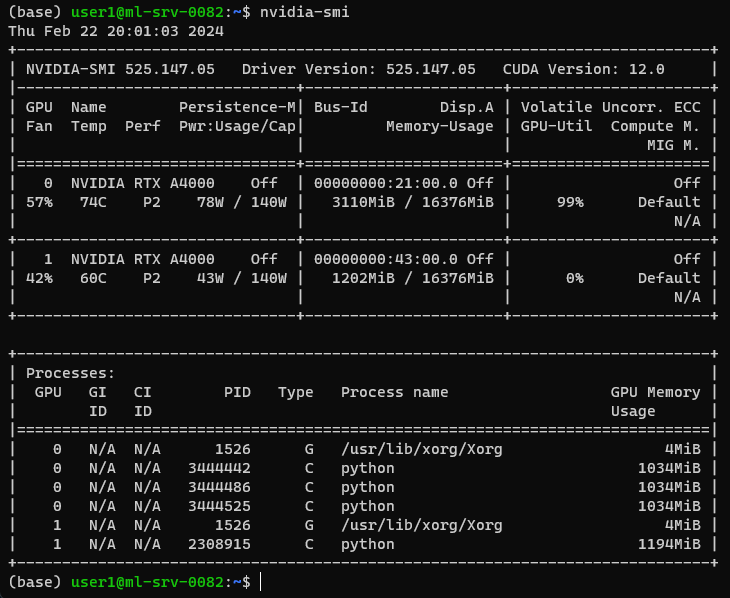 (base) user1@ml-srv-0082:~$ nvidia-smi
Thu Feb 22 20:01:03 2024
+-----------------------------------------------------------------------------+
| NVIDIA-SMI 525.147.05   Driver Version: 525.147.05   CUDA Version: 12.0     |
|-------------------------------+----------------------+----------------------+
| GPU  Name        Persistence-M| Bus-Id        Disp.A | Volatile Uncorr. ECC |
| Fan  Temp  Perf  Pwr:Usage/Cap|         Memory-Usage | GPU-Util  Compute M. |
|                               |                      |               MIG M. |
|===============================+======================+======================|
|   0  NVIDIA RTX A4000    Off  | 00000000:21:00.0 Off |                  Off |
| 57%   74C    P2    78W / 140W |   3110MiB / 16376MiB |     99%      Default |
|                               |                      |                  N/A |
+-------------------------------+----------------------+----------------------+
|   1  NVIDIA RTX A4000    Off  | 00000000:43:00.0 Off |                  Off |
| 42%   60C    P2    43W / 140W |   1202MiB / 16376MiB |      0%      Default |
|                               |                      |                  N/A |
+-------------------------------+----------------------+----------------------+

+-----------------------------------------------------------------------------+
| Processes:                                                                  |
|  GPU   GI   CI        PID   Type   Process name                  GPU Memory |
|        ID   ID                                                   Usage      |
|=============================================================================|
|    0   N/A  N/A      1526      G   /usr/lib/xorg/Xorg                  4MiB |
|    0   N/A  N/A   3444442      C   python                           1034MiB |
|    0   N/A  N/A   3444486      C   python                           1034MiB |
|    0   N/A  N/A   3444525      C   python                           1034MiB |
|    1   N/A  N/A      1526      G   /usr/lib/xorg/Xorg                  4MiB |
|    1   N/A  N/A   2308915      C   python                           1194MiB |
+-----------------------------------------------------------------------------+
(base) user1@ml-srv-0082:~$